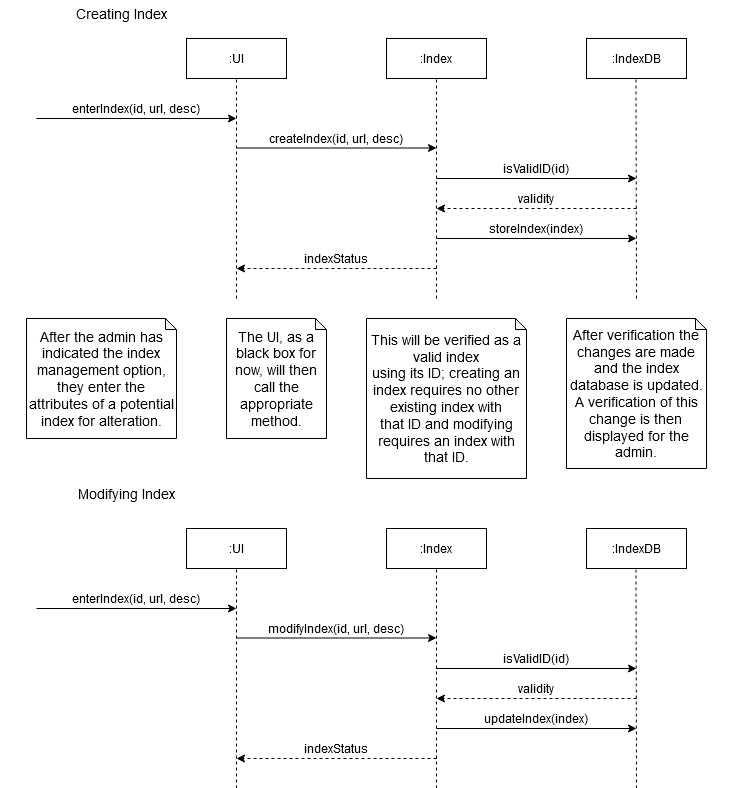 Creating Index
:UI
:Index
:IndexDB
enterIndex(id, url, desc)
createIndex(id, url, desc)
isValidID(id)
validity
storeIndex(index)
indexStatus
After the admin has
indicated the index
management option,
they enter the
attributes of a potential
index for alteration.
The UI, as a
black box for
now, will then
call the
appropriate
method.
This will be verified as a
valid index
using its ID; creating an
index requires no other
existing index with
that ID and modifying
requires an index with
that ID.
After verification the
changes are made
and the index
database is updated.
A verification of this
change is then
displayed for the
admin.
Modifying Index
:UI
:Index
:IndexDB
enterIndex(id, url, desc)
modifyIndex(id, url, desc)
isValidID(id)
validity
updateIndex(index)
indexStatus